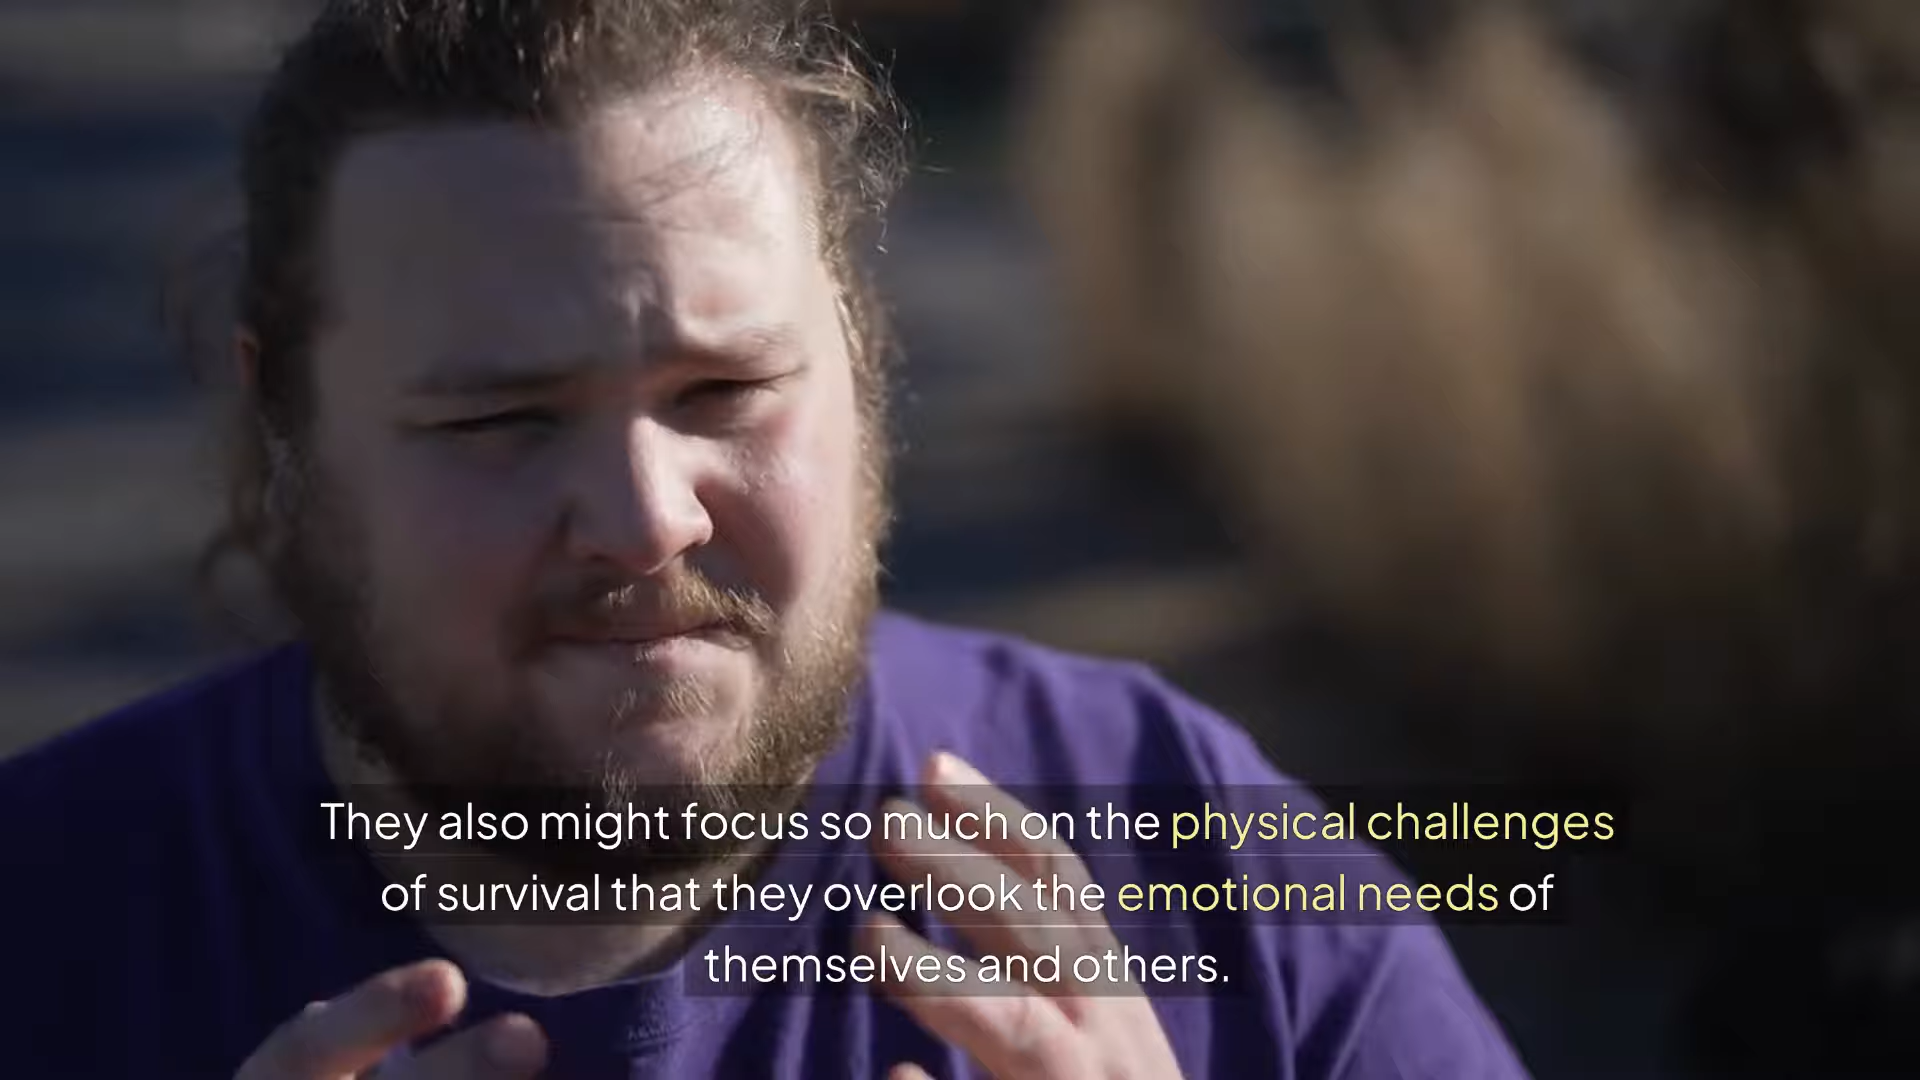 They also might focus so much on the physical challenges
of survival that they overlook the emotional needs of
themselves and others.